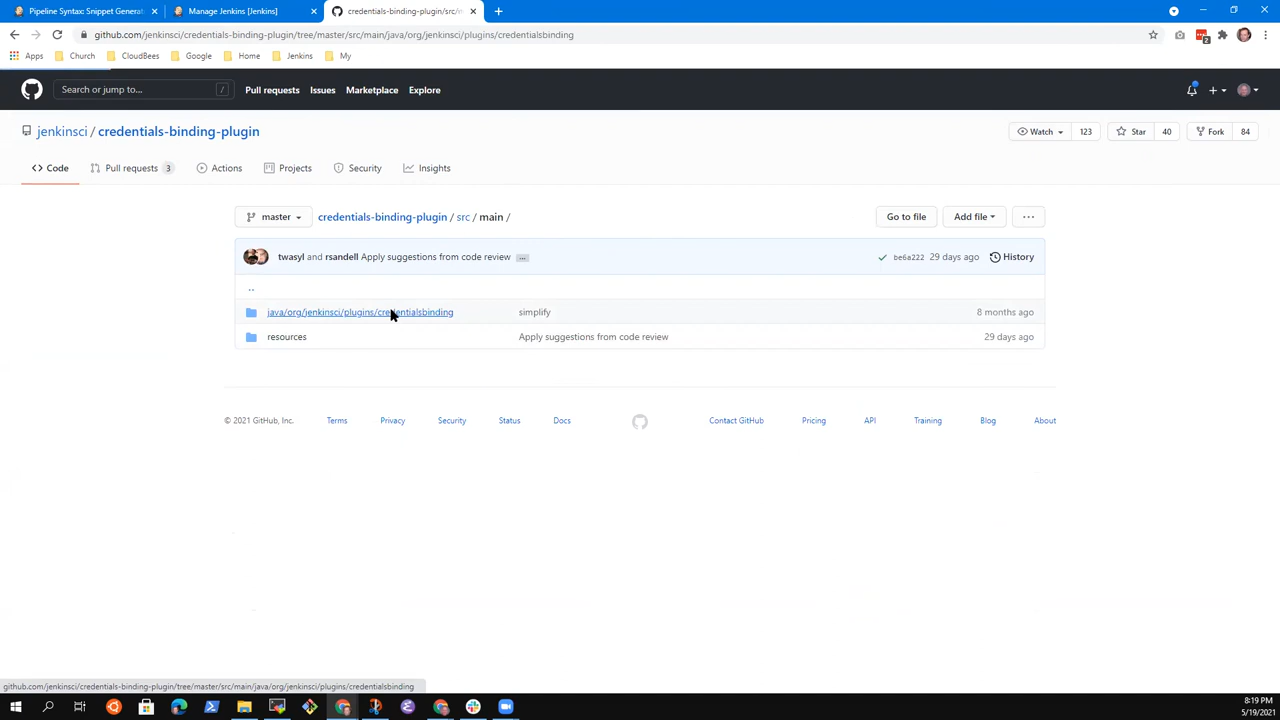 Pipeline Syntax: Snippet Generat
Manage Jenkins [Jenkins]
credentials-binding-plugin/src/m
github.com/jenkinsci/credentials-binding-plugin/tree/master/src/main/java/org/jenkinsci/plugins/credentialsbinding
Apps Church CloudBees Google Home Jenkins My
Search or jump to... / Pull requests Issues Marketplace Explore
jenkinsci / credentials-binding-plugin
Watch 123 Star 40 Fork 84
Code Pull requests 3 Actions Projects Security Insights
master credentials-binding-plugin / src / main / Go to file Add file ...
twasyl and rsandell Apply suggestions from code review ... be6a222 29 days ago History
..
java/org/jenkinsci/plugins/credentialsbinding simplify 8 months ago
resources Apply suggestions from code review 29 days ago
© 2021 GitHub, Inc. Terms Privacy Security Status Docs Contact GitHub Pricing API Training Blog About
github.com/jenkinsci/credentials-binding-plugin/tree/master/src/main/java/org/jenkinsci/plugins/credentialsbinding
8:19 PM
5/19/2021